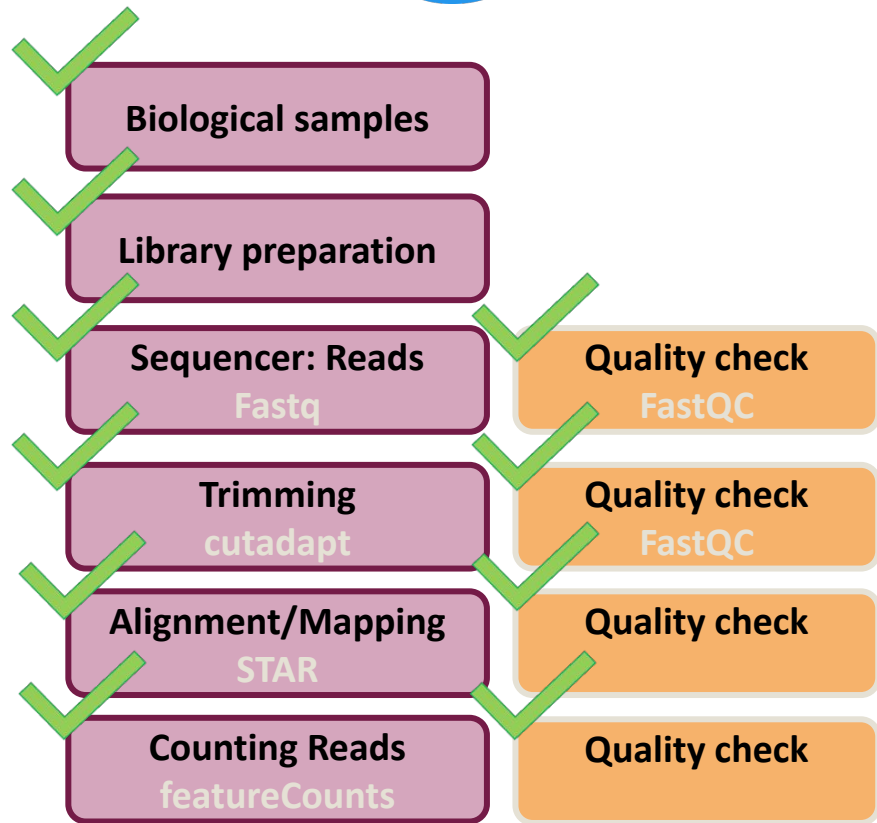 Biological samples
Library preparation
Sequencer: Reads
Fastq
Quality check
FastQC
Trimming
cutadapt
Quality check
FastQC
Alignment/Mapping
STAR
Quality check
Counting Reads
featureCounts
Quality check